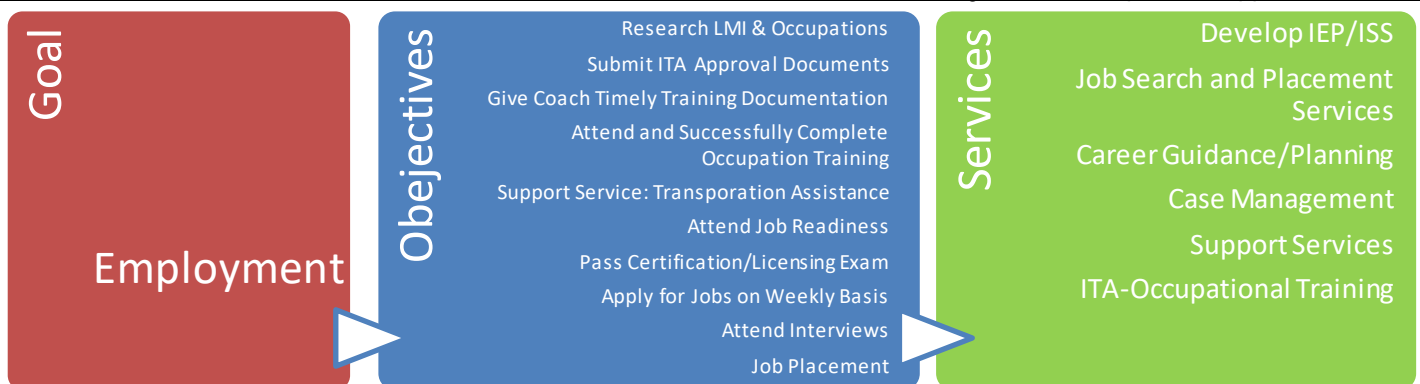 Goal
Employment
Obejectives
Research LMI & Occupations
Submit ITA Approval Documents
Give Coach Timely Training Documentation
Attend and Successfully Complete
Occupation Training
Support Service: Transporation Assistance
Attend Job Readiness
Pass Certification/Licensing Exam
Apply for Jobs on Weekly Basis
Attend Interviews
Job Placement
Services
Develop IEP/ISS
Job Search and Placement
Services
Career Guidance/Planning
Case Management
Support Services
ITA-Occupational Training